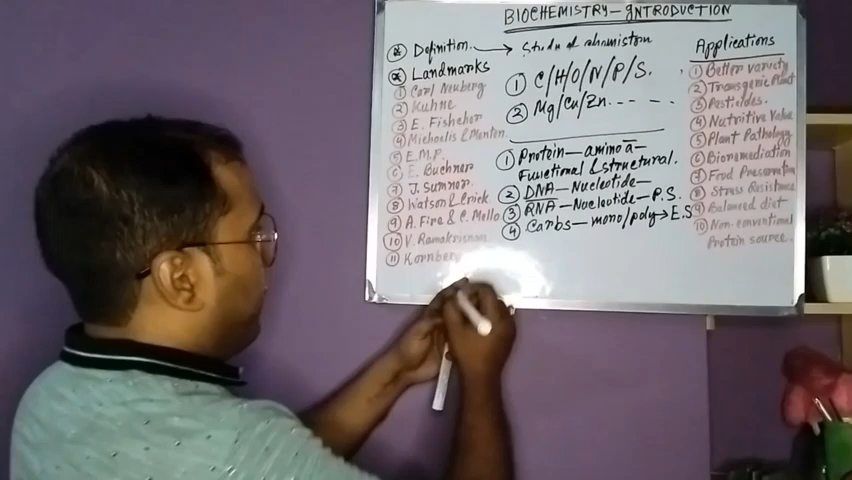 BIOCHEMISTRY – INTRODUCTION
Definition → Study of chemistry
Landmarks
① Carl Neuberg
② Kuhne
③ E. Fishcher
④ Michaelis & Menten
⑤ E.M.P.
⑥ E. Buchner
⑦ J. Sumner
⑧ Watson & Crick
⑨ A. Fire & C. Mello
⑩ V. Ramakrishnan
⑪ Kornberg
① C/H/O/N/P/S.
② Mg/Cu/Zn. - - - - -
① Protein — amino ā –
Functional & structural.
② DNA – Nucleotide –
③ RNA – Nucleotide – P.S.
④ Carbs – mono/poly → E.S
Applications
① Better variety
② Transgenic Plant
③ Pesticides.
④ Nutritive Value
⑤ Plant Pathology
⑥ Bioremediation
⑦ Food Preservation
⑧ Stress Resistance
⑨ Balanced diet
⑩ Non-conventional
Protein source.